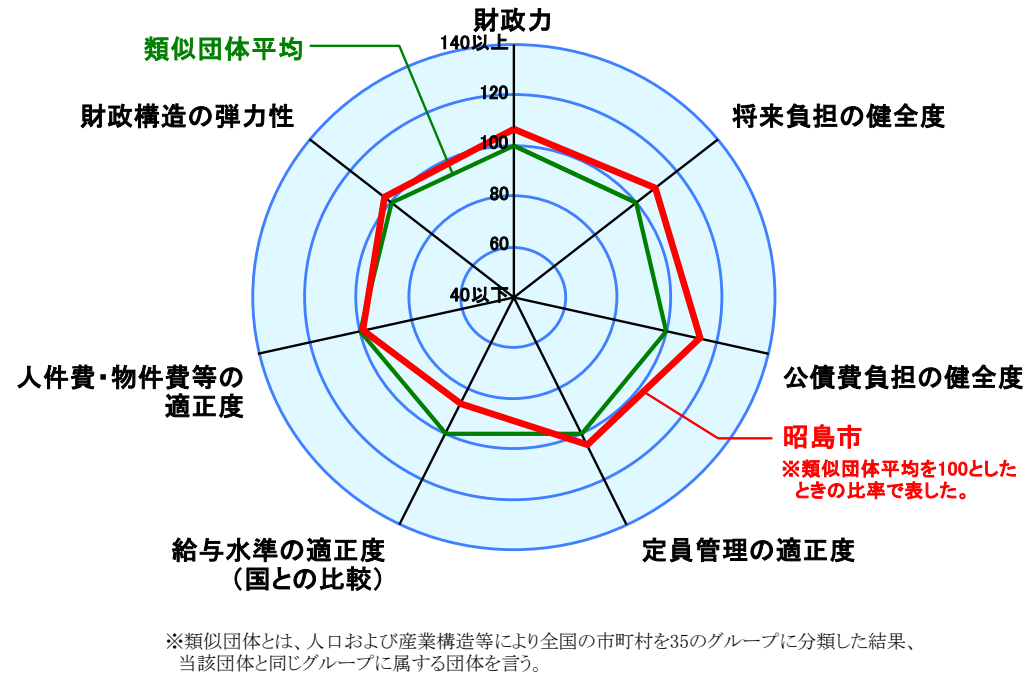 財政力
140以上
類似団体平均
120
財政構造の弾力性
将来負担の健全度
100
80
60
40以下
人件費・物件費等の
適正度
公債費負担の健全度
昭島市
※類似団体平均を100とした
ときの比率で表した。
給与水準の適正度
（国との比較）
定員管理の適正度
※類似団体とは、人口および産業構造等により全国の市町村を35のグループに分類した結果、
当該団体と同じグループに属する団体を言う。